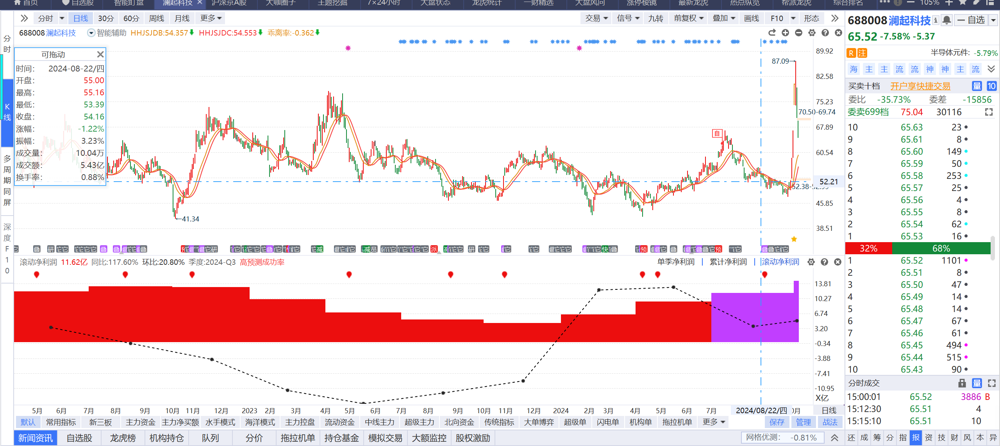 首页 自选股 智能盯盘 澜起科技 沪深京A股 大咖圈子 主题挖掘 7×24小时 大盘状态 龙虎统计 一财精选 大盘风向 涨停棱镜 最新龙虎 热点纵览 帮派龙虎 综合排名 105%
分时 日线 30分 60分 周线 月线 更多 交易 信号 九转 前复权 叠加 画线 F10 形态
688008 澜起科技 智能辅助 HHJSJDB:54.357 HHJSJDC:54.553 乖离率:-0.362
分时
K线
多周期同屏
深度F10
可拖动
时间: 2024-08-22/四
开盘: 55.00
最高: 55.16
最低: 53.39
收盘: 54.16
涨幅: -1.22%
振幅: 3.23%
成交量: 10.04万
成交额: 5.43亿
换手率: 0.88%
89.92
87.09
82.58
75.23
70.50-69.74
67.89
自
60.54
52.21
45.85
←41.34
38.51
滚动净利润 11.62亿 同比:117.60% 环比:20.80% 季度:2024-Q3 高预测成功率 单季净利润 累计净利润 滚动净利润
13.81
10.27
6.74
3.20
-0.34
-3.88
-7.41
-10.95
X亿
5月 6月 7月 8月 9月 10月 11月 12月 2023 2月 3月 4月 5月 6月 7月 8月 9月 10月 11月 12月 2024 2月 3月 4月 5月 6月 7月 2024/08/22/四 日线
默认 常用指标 新三板 主力资金 主力净买额 水手模式 海洋模式 主力控盘 流动资金 中线主力 超级主力 北向资金 传统指标 大单博弈 超级单 闪电单 机构单 拖拉机单 更多 保存 管理 战法
新闻资讯 自选股 龙虎榜 机构持仓 队列 分价 拖拉机单 持仓基金 模拟交易 大额监控 股权激励 网格优测: -0.81%
688008 澜起科技 自选
65.52 -7.58% -5.37
R 注 半导体元件: -5.79%
海 主 主 流 流 神 神 主 流
买卖十档 开户享快捷交易 量 10
委比 -35.73% 委差 -15856
委卖699档 75.04 30116
10 65.63 23
9 65.61 8
8 65.60 149
7 65.59 50
6 65.58 253
5 65.57 25
4 65.56 4
3 65.55 8
2 65.54 62
1 65.53 16
32% 68%
1 65.52 1101
2 65.51 8
3 65.50 47
4 65.49 14
5 65.48 14
6 65.47 67
7 65.46 61
8 65.45 494
9 65.44 515
10 65.43 90
分时成交 量
15:00:01 65.52 3886 B
15:12:30 65.51 4
15:15:10 65.51 10
还 成 筹 分 指 报 资 技 财 风 本 异